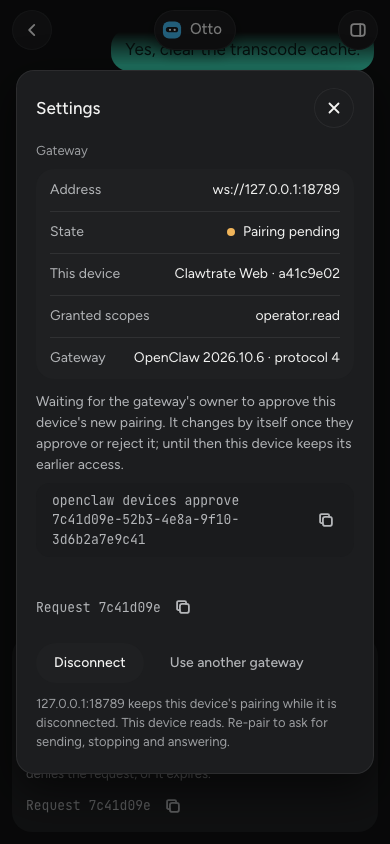 Otto
Yes, clear the transcode cache.
Settings
Gateway
Address ws://127.0.0.1:18789
State Pairing pending
This device Clawtrate Web · a41c9e02
Granted scopes operator.read
Gateway OpenClaw 2026.10.6 · protocol 4
Waiting for the gateway's owner to approve this
device's new pairing. It changes by itself once they
approve or reject it; until then this device keeps its
earlier access.
openclaw devices approve
7c41d09e-52b3-4e8a-9f10-
3d6b2a7e9c41
Request 7c41d09e
Disconnect Use another gateway
127.0.0.1:18789 keeps this device's pairing while it is
disconnected. This device reads. Re-pair to ask for
sending, stopping and answering.
denies the request, or it expires.
Request 7c41d09e